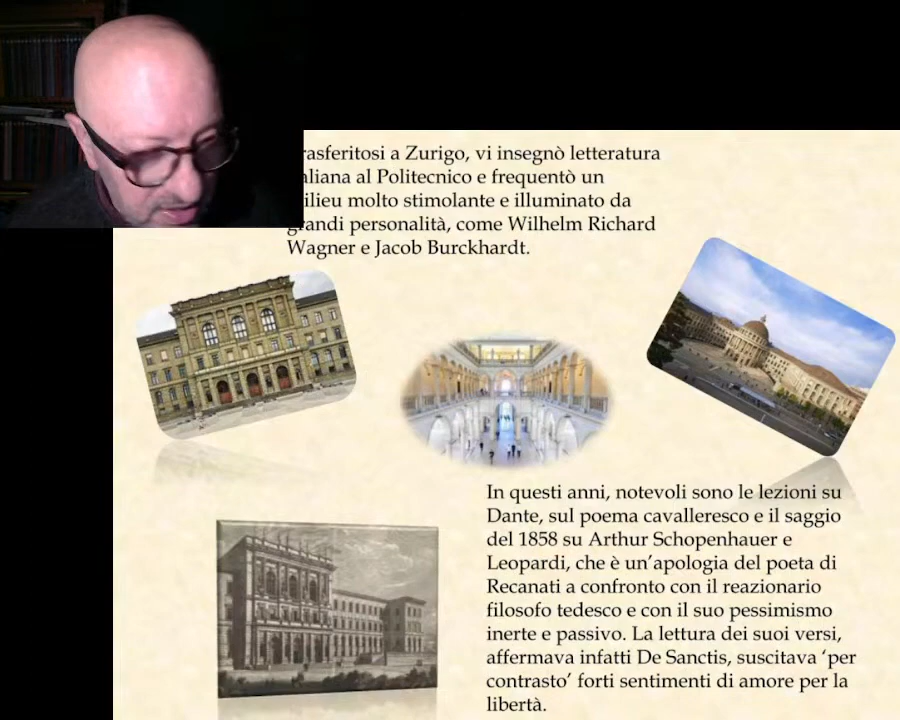 rasferitosi a Zurigo, vi insegnò letteratura
aliana al Politecnico e frequentò un
ilieu molto stimolante e illuminato da
grandi personalità, come Wilhelm Richard
Wagner e Jacob Burckhardt.
In questi anni, notevoli sono le lezioni su
Dante, sul poema cavalleresco e il saggio
del 1858 su Arthur Schopenhauer e
Leopardi, che è un’apologia del poeta di
Recanati a confronto con il reazionario
filosofo tedesco e con il suo pessimismo
inerte e passivo. La lettura dei suoi versi,
affermava infatti De Sanctis, suscitava ‘per
contrasto’ forti sentimenti di amore per la
libertà.